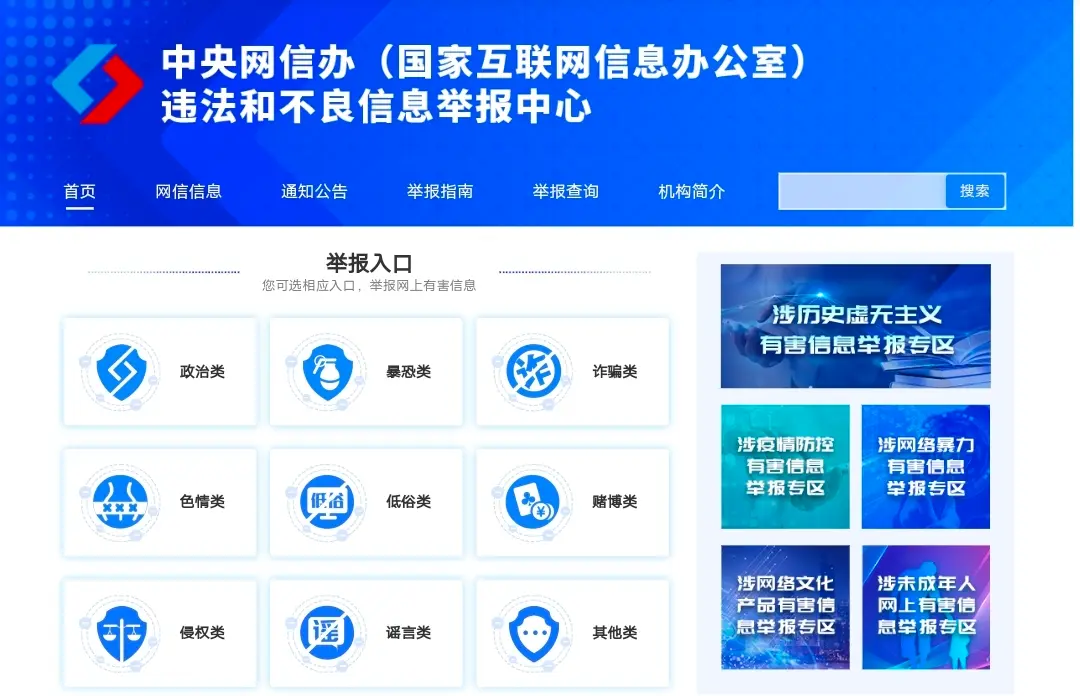 中央网信办（国家互联网信息办公室）
违法和不良信息举报中心
首页 网信信息 通知公告 举报指南 举报查询 机构简介 搜索
举报入口
您可选相应入口，举报网上有害信息
政治类 暴恐类 诈骗类
色情类 低俗类 赌博类
侵权类 谣言类 其他类
诈
低俗
¥
XXX
谣
涉历史虚无主义
有害信息举报专区
涉疫情防控
有害信息
举报专区
涉网络暴力
有害信息
举报专区
涉网络文化
产品有害信
息举报专区
涉未成年人
网上有害信
息举报专区